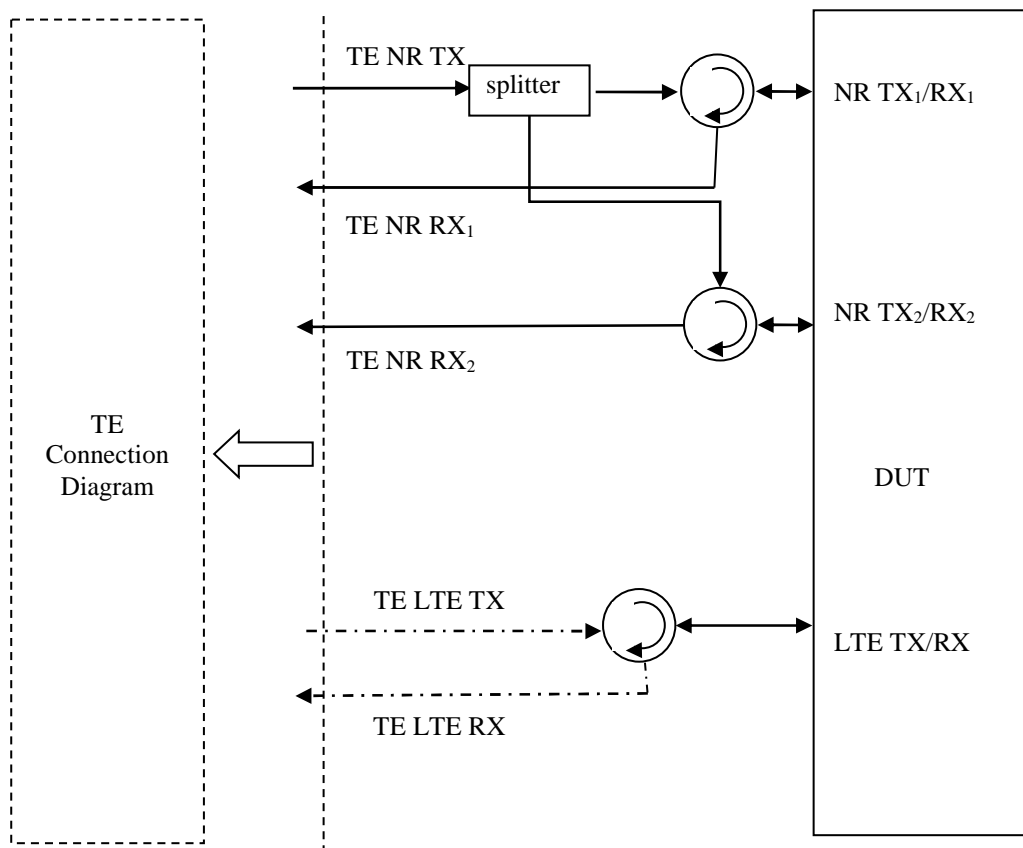 TE NR TX
splitter
NR TX₁/RX₁
TE NR RX₁
NR TX₂/RX₂
TE NR RX₂
TE
Connection
Diagram
DUT
TE LTE TX
LTE TX/RX
TE LTE RX